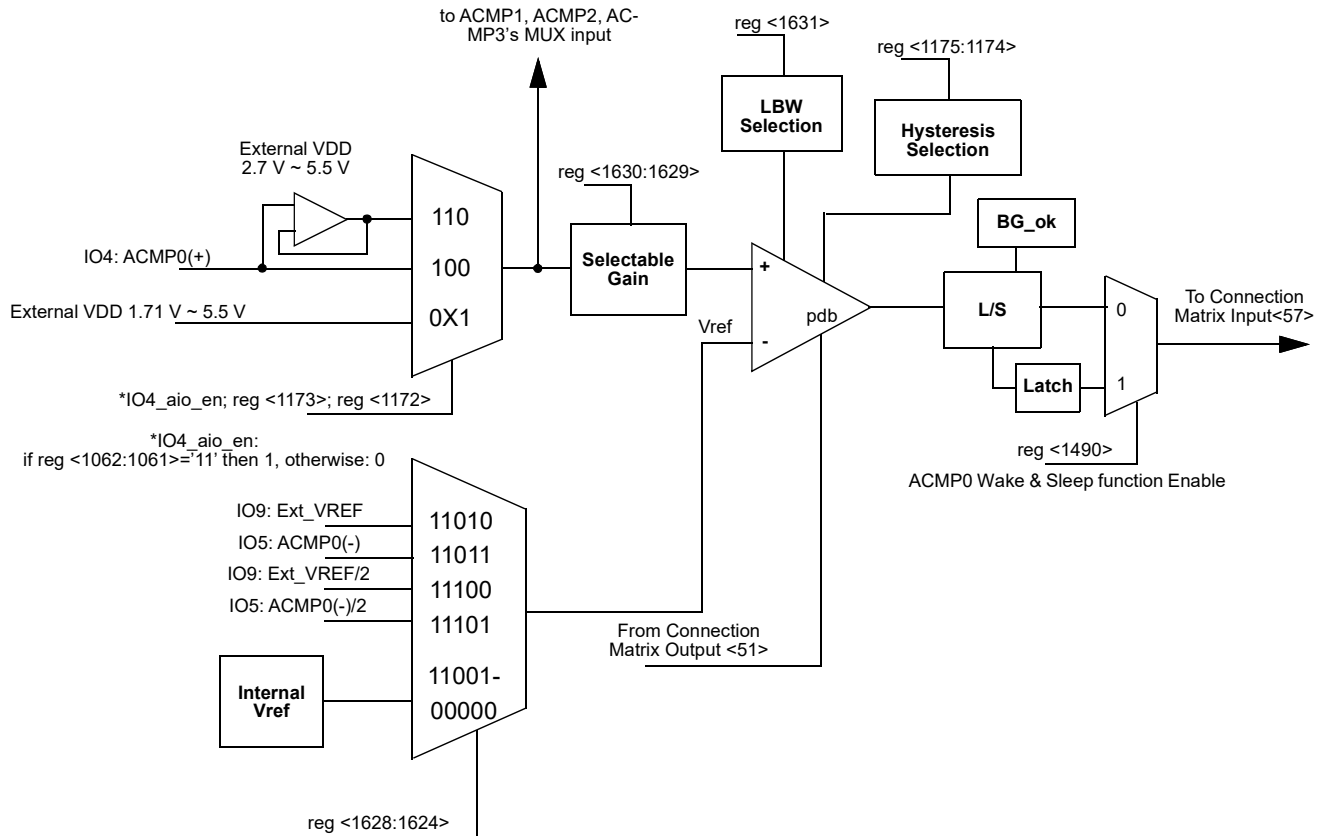 to ACMP1, ACMP2, AC-
MP3's MUX input
reg <1631>
reg <1175:1174>
LBW
Selection
Hysteresis
Selection
External VDD
2.7 V ~ 5.5 V
reg <1630:1629>
110
BG_ok
IO4: ACMP0(+)
100
Selectable
Gain
+
External VDD 1.71 V ~ 5.5 V
0X1
Vref
-
pdb
L/S
0
To Connection
Matrix Input<57>
Latch
1
*IO4_aio_en; reg <1173>; reg <1172>
*IO4_aio_en:
if reg <1062:1061>='11' then 1, otherwise: 0
reg <1490>
ACMP0 Wake & Sleep function Enable
IO9: Ext_VREF
11010
IO5: ACMP0(-)
11011
IO9: Ext_VREF/2
11100
IO5: ACMP0(-)/2
11101
From Connection
Matrix Output <51>
Internal
Vref
11001-
00000
reg <1628:1624>